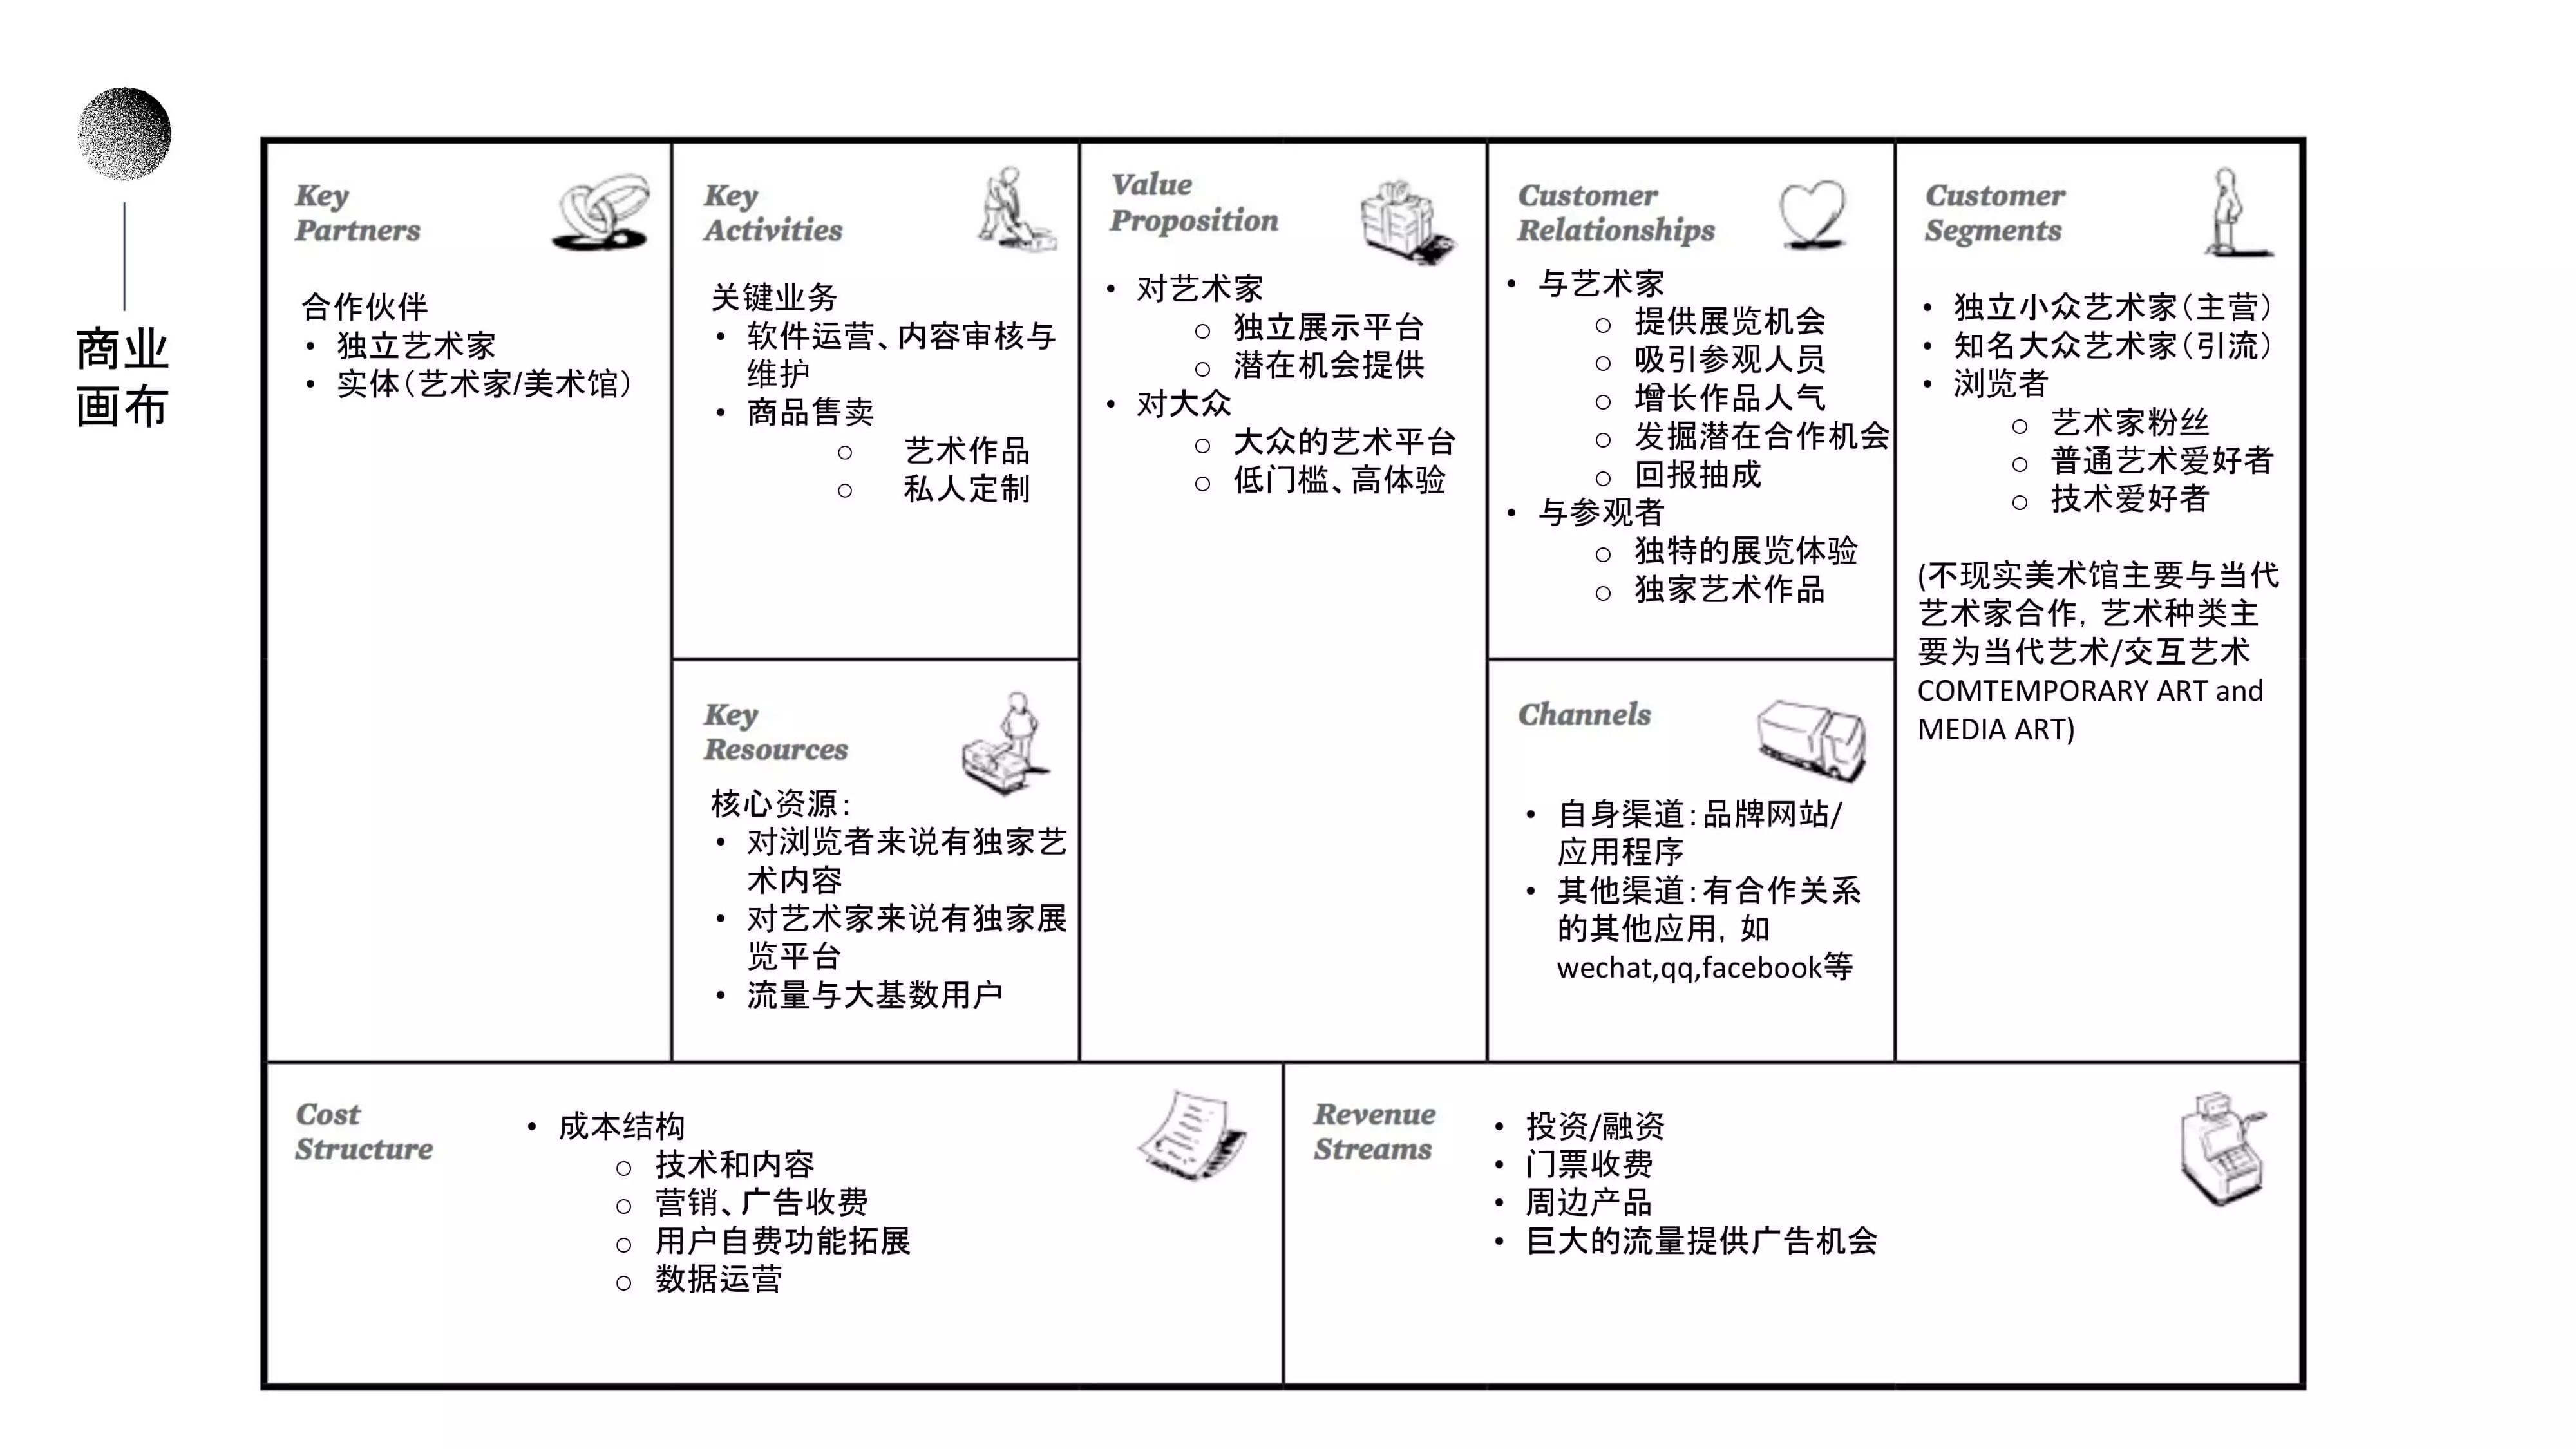 商业
画布
Key
Partners
合作伙伴
• 独立艺术家
• 实体（艺术家/美术馆）
Key
Activities
关键业务
• 软件运营、内容审核与
维护
• 商品售卖
○ 艺术作品
○ 私人定制
Key
Resources
核心资源：
• 对浏览者来说有独家艺
术内容
• 对艺术家来说有独家展
览平台
• 流量与大基数用户
Value
Proposition
• 对艺术家
○ 独立展示平台
○ 潜在机会提供
• 对大众
○ 大众的艺术平台
○ 低门槛、高体验
Customer
Relationships
• 与艺术家
○ 提供展览机会
○ 吸引参观人员
○ 增长作品人气
○ 发掘潜在合作机会
○ 回报抽成
• 与参观者
○ 独特的展览体验
○ 独家艺术作品
Channels
• 自身渠道：品牌网站/
应用程序
• 其他渠道：有合作关系
的其他应用，如
wechat,qq,facebook等
Customer
Segments
• 独立小众艺术家（主营）
• 知名大众艺术家（引流）
• 浏览者
○ 艺术家粉丝
○ 普通艺术爱好者
○ 技术爱好者
(不现实美术馆主要与当代
艺术家合作，艺术种类主
要为当代艺术/交互艺术
COMTEMPORARY ART and
MEDIA ART)
Cost
Structure
• 成本结构
○ 技术和内容
○ 营销、广告收费
○ 用户自费功能拓展
○ 数据运营
Revenue
Streams
• 投资/融资
• 门票收费
• 周边产品
• 巨大的流量提供广告机会